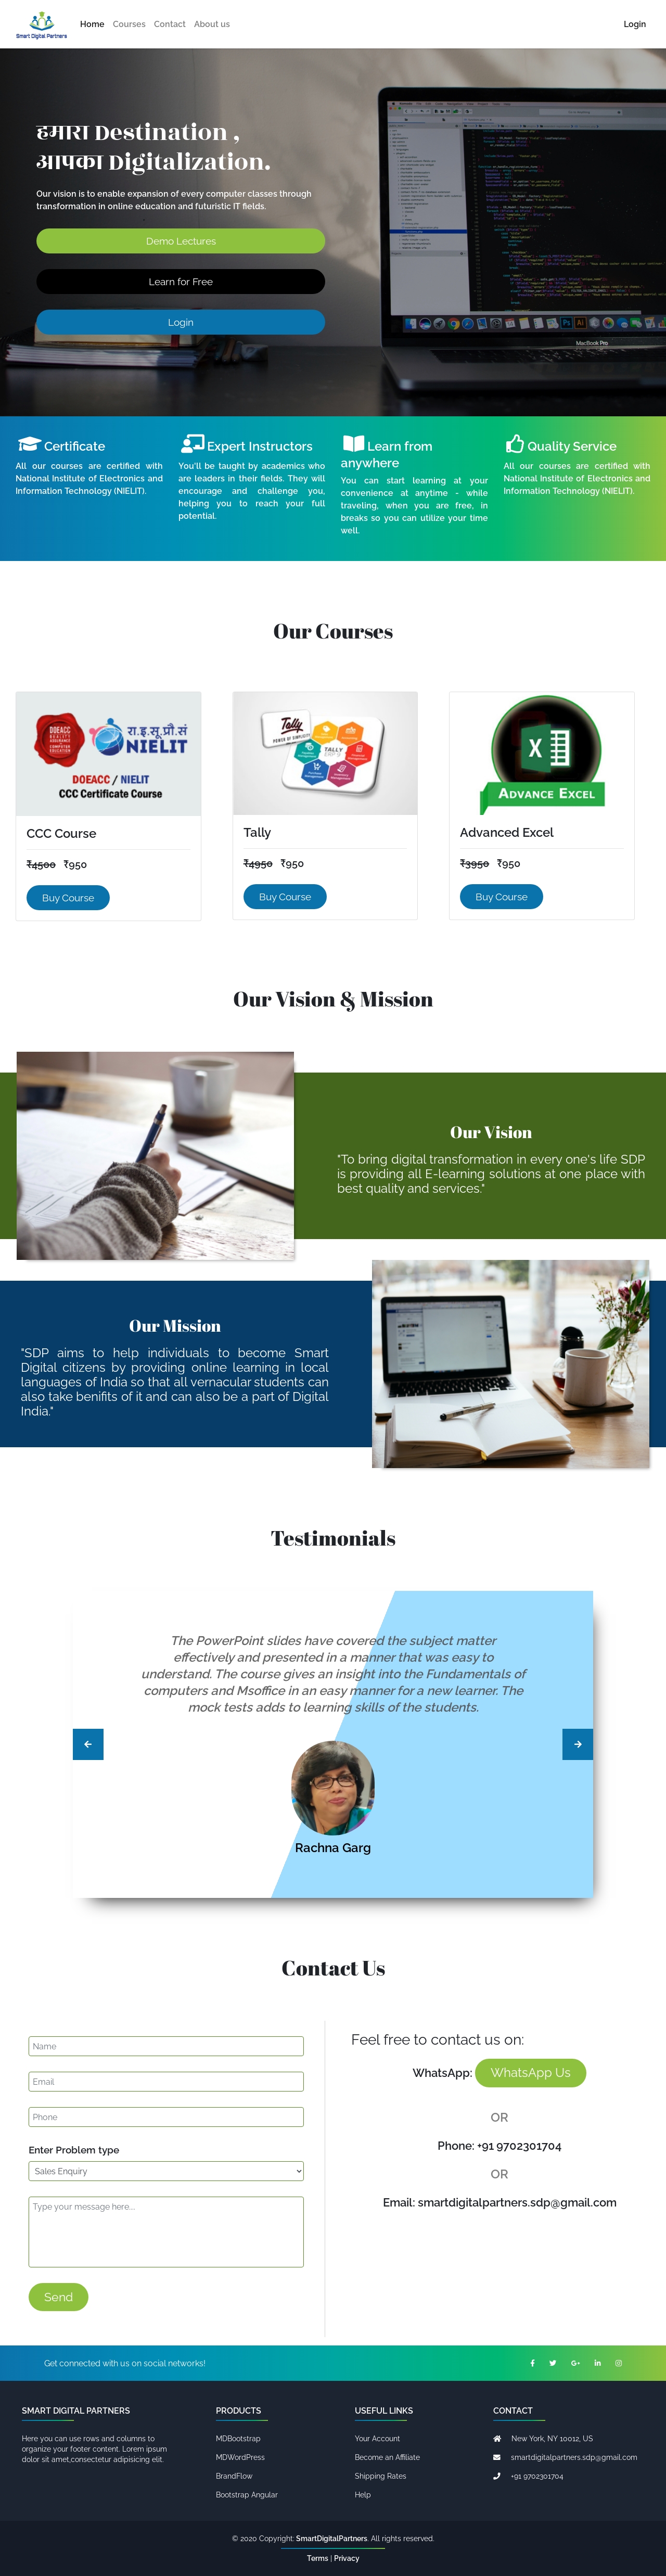 Smart Digital Partners
Home Courses Contact About us Login
हमारा Destination ,
आपका Digitalization.
Our vision is to enable expansion of every computer classes through
transformation in online education and futuristic IT fields.
Demo Lectures
Learn for Free
Login
MacBook Pro
Certificate
All our courses are certified with
National Institute of Electronics and
Information Technology (NIELIT).
Expert Instructors
You'll be taught by academics who
are leaders in their fields. They will
encourage and challenge you,
helping you to reach your full
potential.
Learn from
anywhere
You can start learning at your
convenience at anytime - while
traveling, when you are free, in
breaks so you can utilize your time
well.
Quality Service
All our courses are certified with
National Institute of Electronics and
Information Technology (NIELIT).
Our Courses
DOEACC
रा.इ.सू.प्रौ.सं
NIELIT
DOEACC / NIELIT
CCC Certificate Course
CCC Course
₹4500 ₹950
Buy Course
Tally
POWER OF SIMPLICITY
TALLY
ERP 9
Tally
₹4950 ₹950
Buy Course
ADVANCE EXCEL
Advanced Excel
₹3950 ₹950
Buy Course
Our Vision & Mission
Our Vision
"To bring digital transformation in every one's life SDP
is providing all E-learning solutions at one place with
best quality and services."
Our Mission
"SDP aims to help individuals to become Smart
Digital citizens by providing online learning in local
languages of India so that all vernacular students can
also take benifits of it and can also be a part of Digital
India."
Testimonials
The PowerPoint slides have covered the subject matter
effectively and presented in a manner that was easy to
understand. The course gives an insight into the Fundamentals of
computers and Msoffice in an easy manner for a new learner. The
mock tests adds to learning skills of the students.
Rachna Garg
Contact Us
Name
Email
Phone
Enter Problem type
Sales Enquiry
Type your message here....
Send
Feel free to contact us on:
WhatsApp: WhatsApp Us
OR
Phone: +91 9702301704
OR
Email: smartdigitalpartners.sdp@gmail.com
Get connected with us on social networks!
SMART DIGITAL PARTNERS
Here you can use rows and columns to
organize your footer content. Lorem ipsum
dolor sit amet,consectetur adipisicing elit.
PRODUCTS
MDBootstrap
MDWordPress
BrandFlow
Bootstrap Angular
USEFUL LINKS
Your Account
Become an Affiliate
Shipping Rates
Help
CONTACT
New York, NY 10012, US
smartdigitalpartners.sdp@gmail.com
+91 9702301704
© 2020 Copyright: SmartDigitalPartners. All rights reserved.
Terms | Privacy